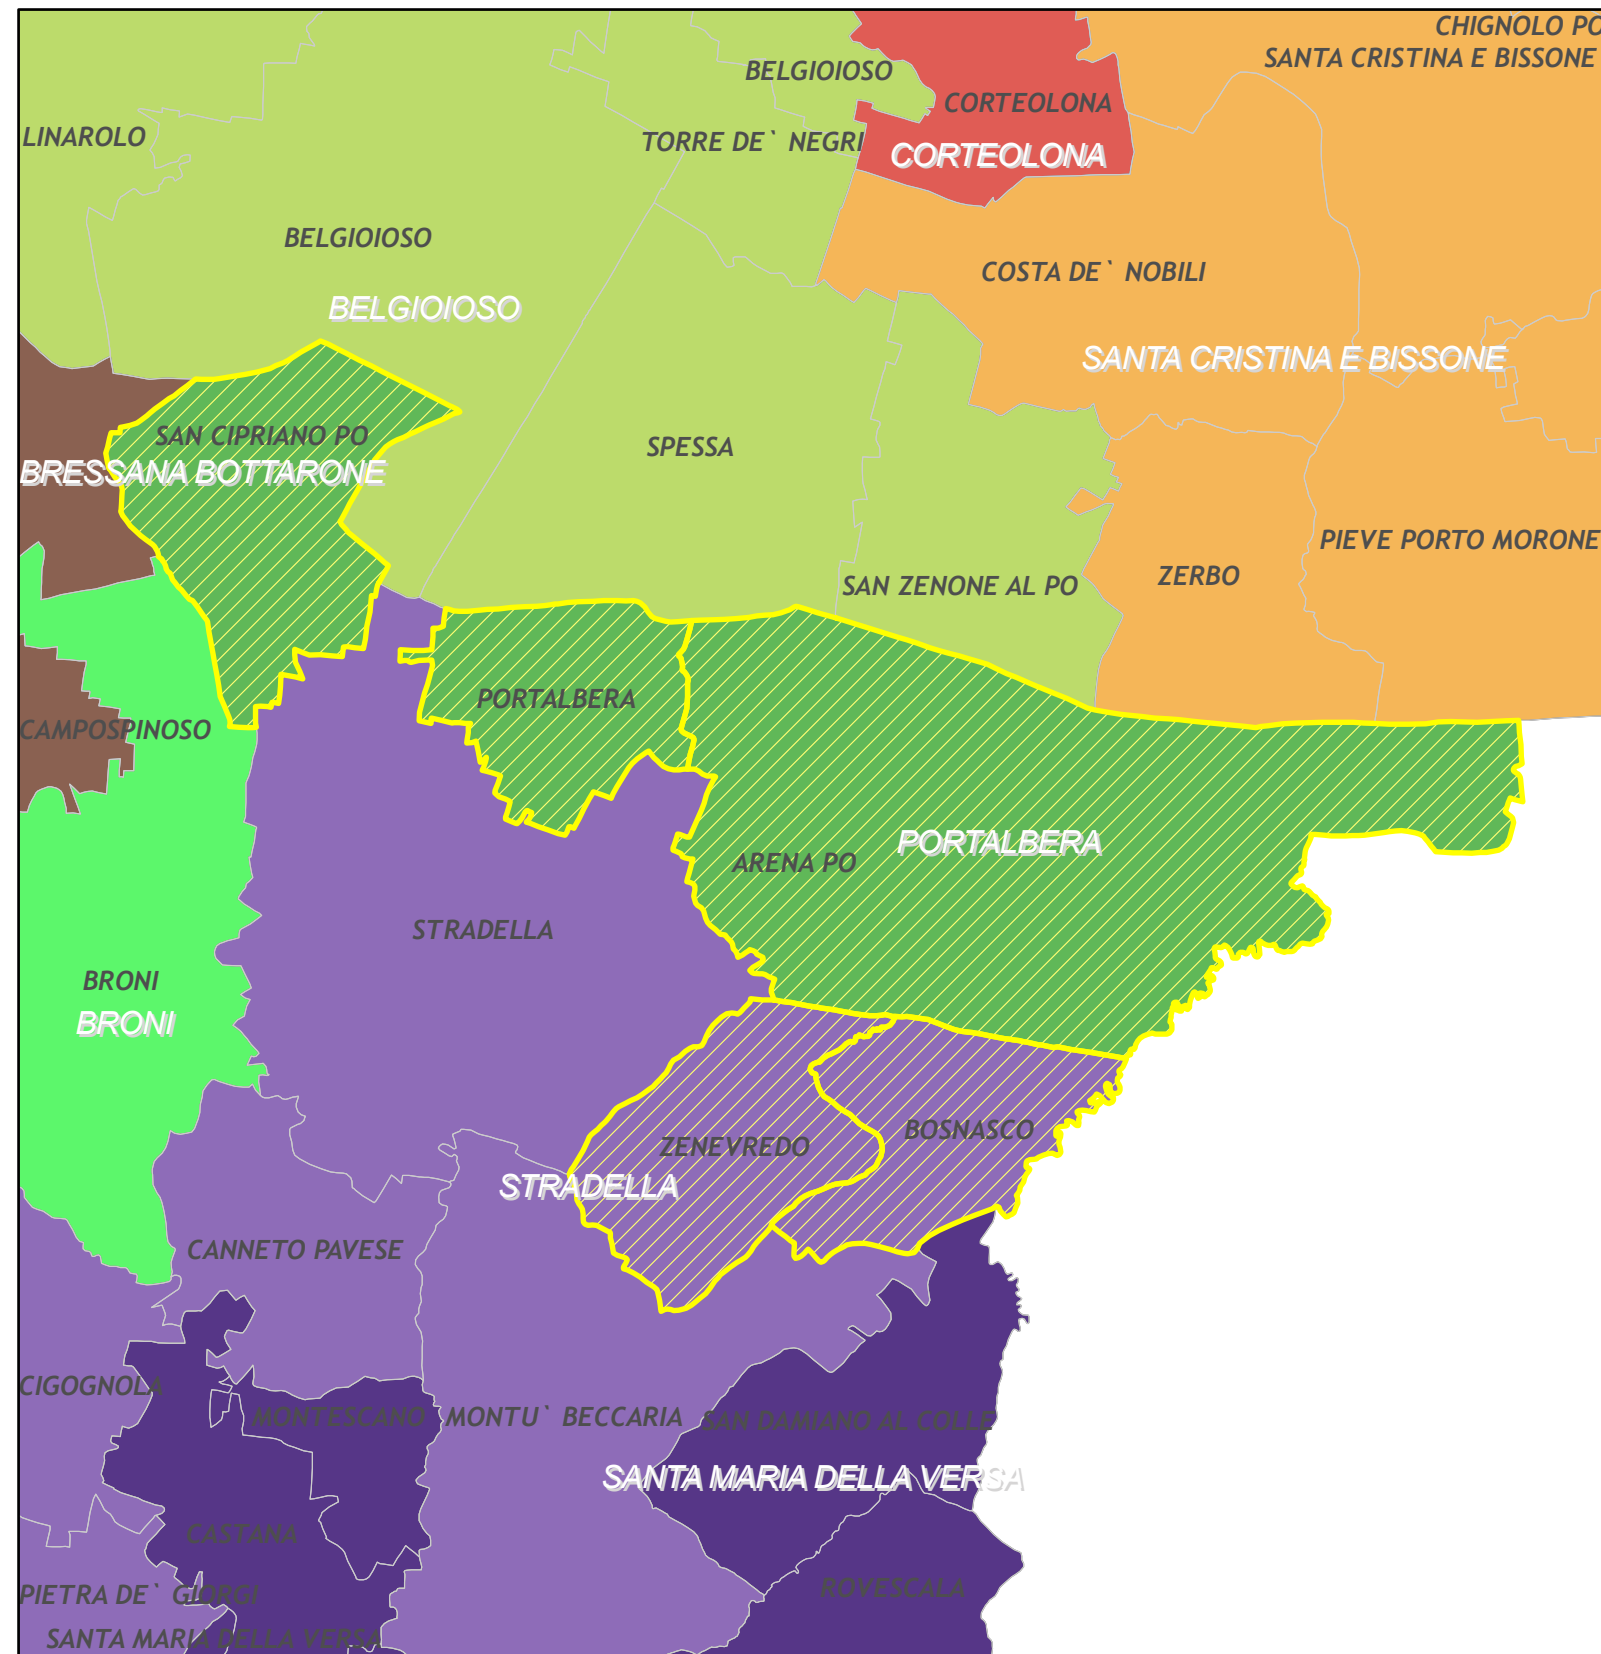 CHIGNOLO PO
SANTA CRISTINA E BISSONE
BELGIOIOSO
CORTEOLONA
LINAROLO
TORRE DE` NEGRI
CORTEOLONA
BELGIOIOSO
COSTA DE` NOBILI
BELGIOIOSO
SANTA CRISTINA E BISSONE
SAN CIPRIANO PO
SPESSA
BRESSANA BOTTARONE
PIEVE PORTO MORONE
ZERBO
SAN ZENONE AL PO
PORTALBERA
CAMPOSPINOSO
PORTALBERA
ARENA PO
STRADELLA
BRONI
BRONI
BOSNASCO
ZENEVREDO
STRADELLA
CANNETO PAVESE
CIGOGNOLA
MONTESCANO
MONTU` BECCARIA
SAN DAMIANO AL COLLE
SANTA MARIA DELLA VERSA
CASTANA
ROVESCALA
PIETRA DE` GIORGI
SANTA MARIA DELLA VERSA